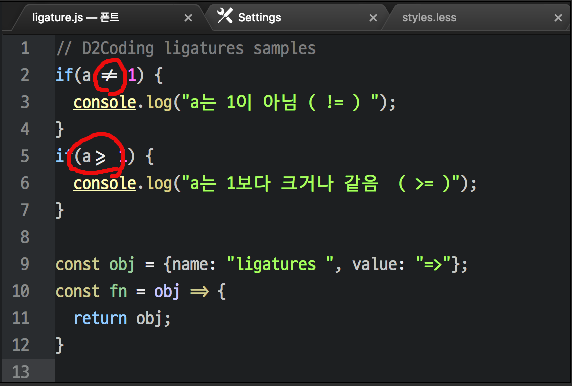 ligature.js — 폰트
Settings
styles.less
1 // D2Coding ligatures samples
2 if(a ≠ 1) {
3 console.log("a는 1이 아님 ( != ) ");
4 }
5 if(a ⩾ 1) {
6 console.log("a는 1보다 크거나 같음 ( >= )");
7 }
8
9 const obj = {name: "ligatures ", value: "=>"};
10 const fn = obj ⇒ {
11 return obj;
12 }
13